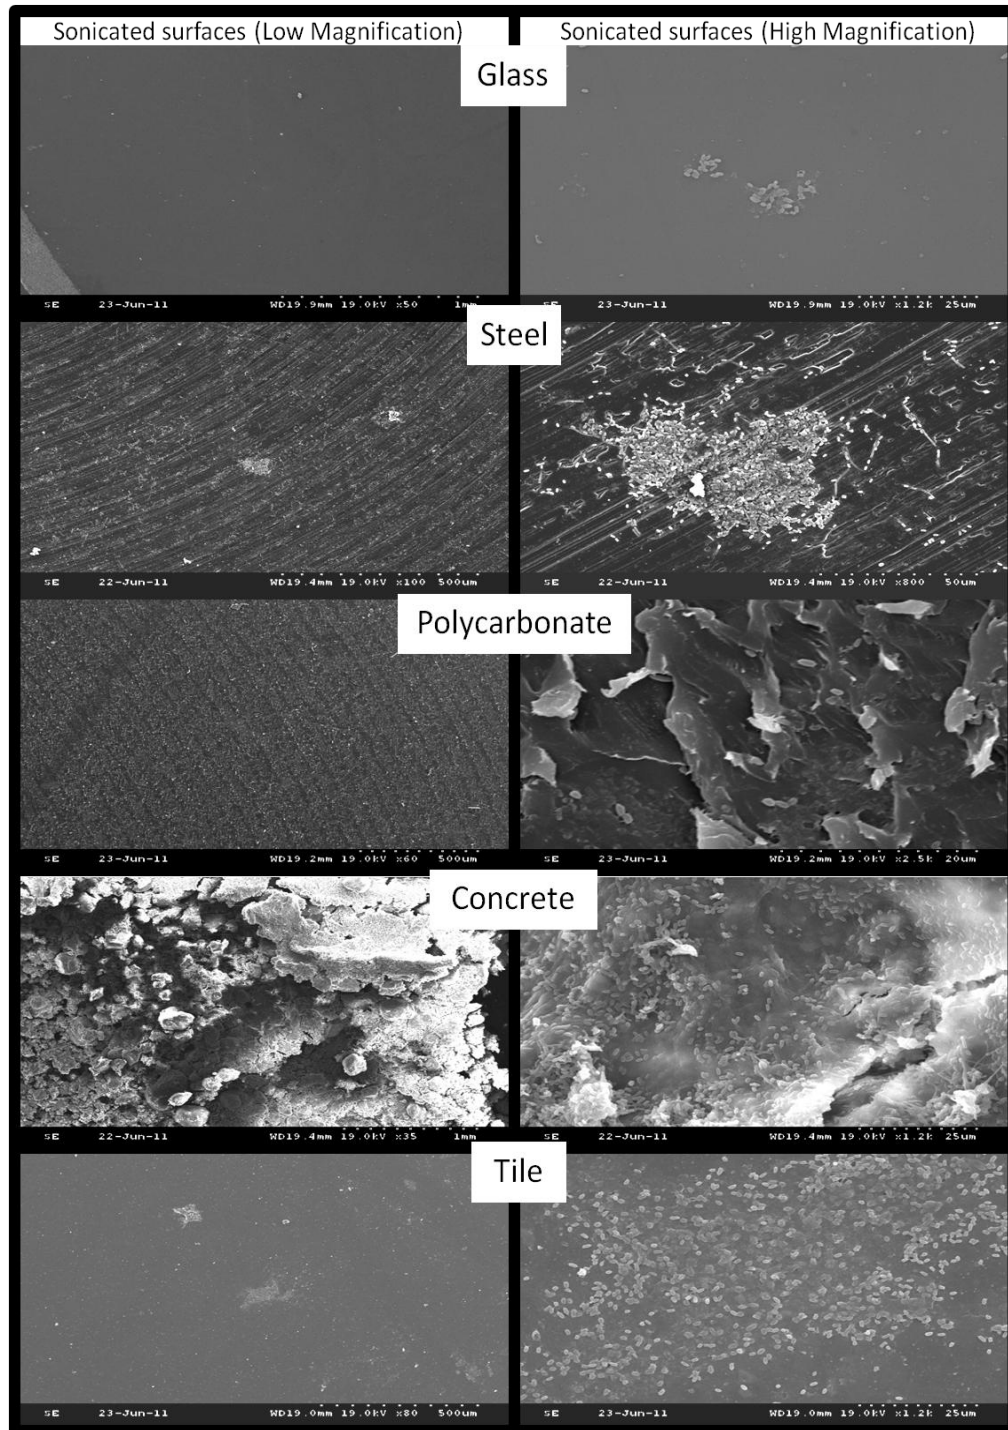 Sonicated surfaces (Low Magnification)
Sonicated surfaces (High Magnification)
Glass
SE 23-Jun-11 WD19.9mm 19.0kV x50 1mm
SE 23-Jun-11 WD19.9mm 19.0kV x1.2k 25um
Steel
SE 22-Jun-11 WD19.4mm 19.0kV x100 500um
SE 22-Jun-11 WD19.4mm 19.0kV x800 50um
Polycarbonate
SE 23-Jun-11 WD19.2mm 19.0kV x60 500um
SE 23-Jun-11 WD19.2mm 19.0kV x2.5k 20um
Concrete
SE 22-Jun-11 WD19.4mm 19.0kV x35 1mm
SE 22-Jun-11 WD19.4mm 19.0kV x1.2k 25um
Tile
SE 23-Jun-11 WD19.0mm 19.0kV x80 500um
SE 23-Jun-11 WD19.0mm 19.0kV x1.2k 25um